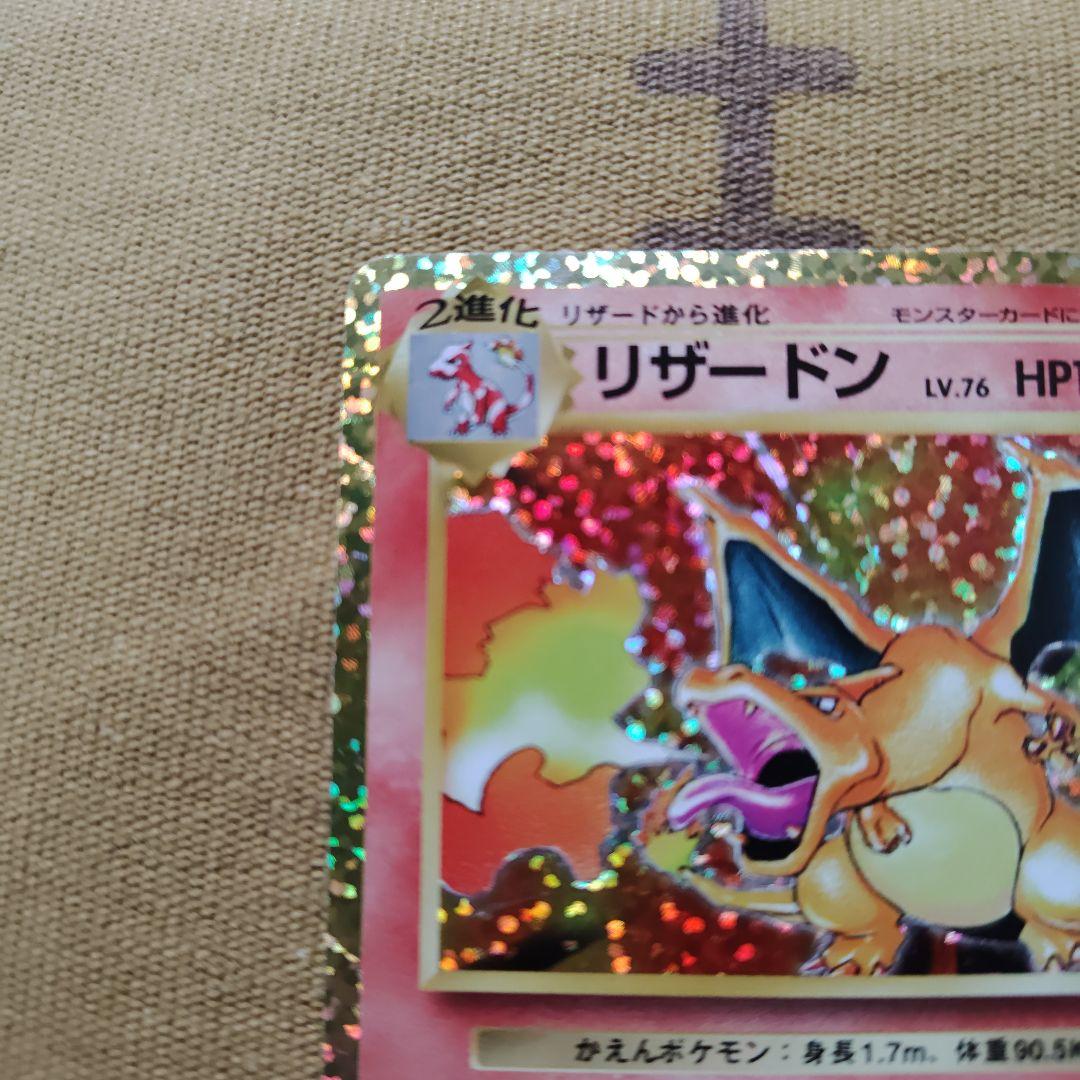 2進化 リザードから進化 モンスターカードに
リザードン LV.76 HP1
かえんポケモン：身長1.7m。体重90.5